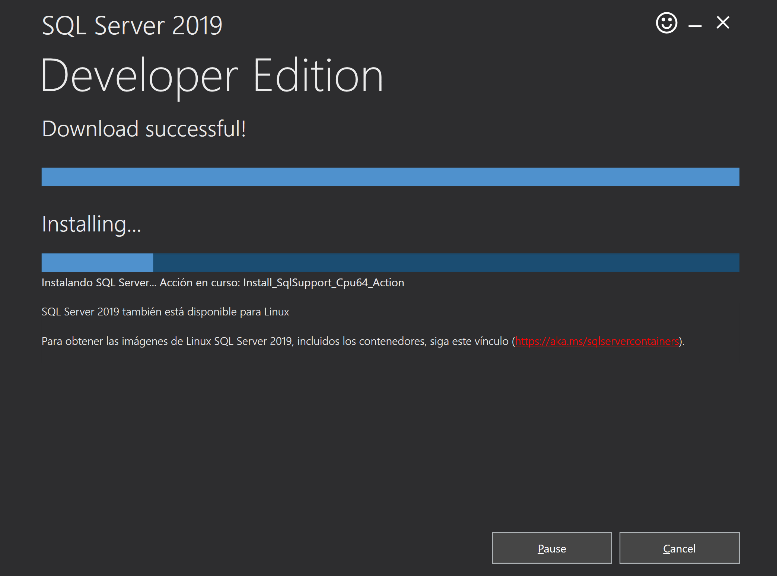 SQL Server 2019
Developer Edition
Download successful!
Installing...
Instalando SQL Server... Acción en curso: Install_SqlSupport_Cpu64_Action
SQL Server 2019 también está disponible para Linux
Para obtener las imágenes de Linux SQL Server 2019, incluidos los contenedores, siga este vínculo (https://aka.ms/sqlservercontainers).
Pause
Cancel